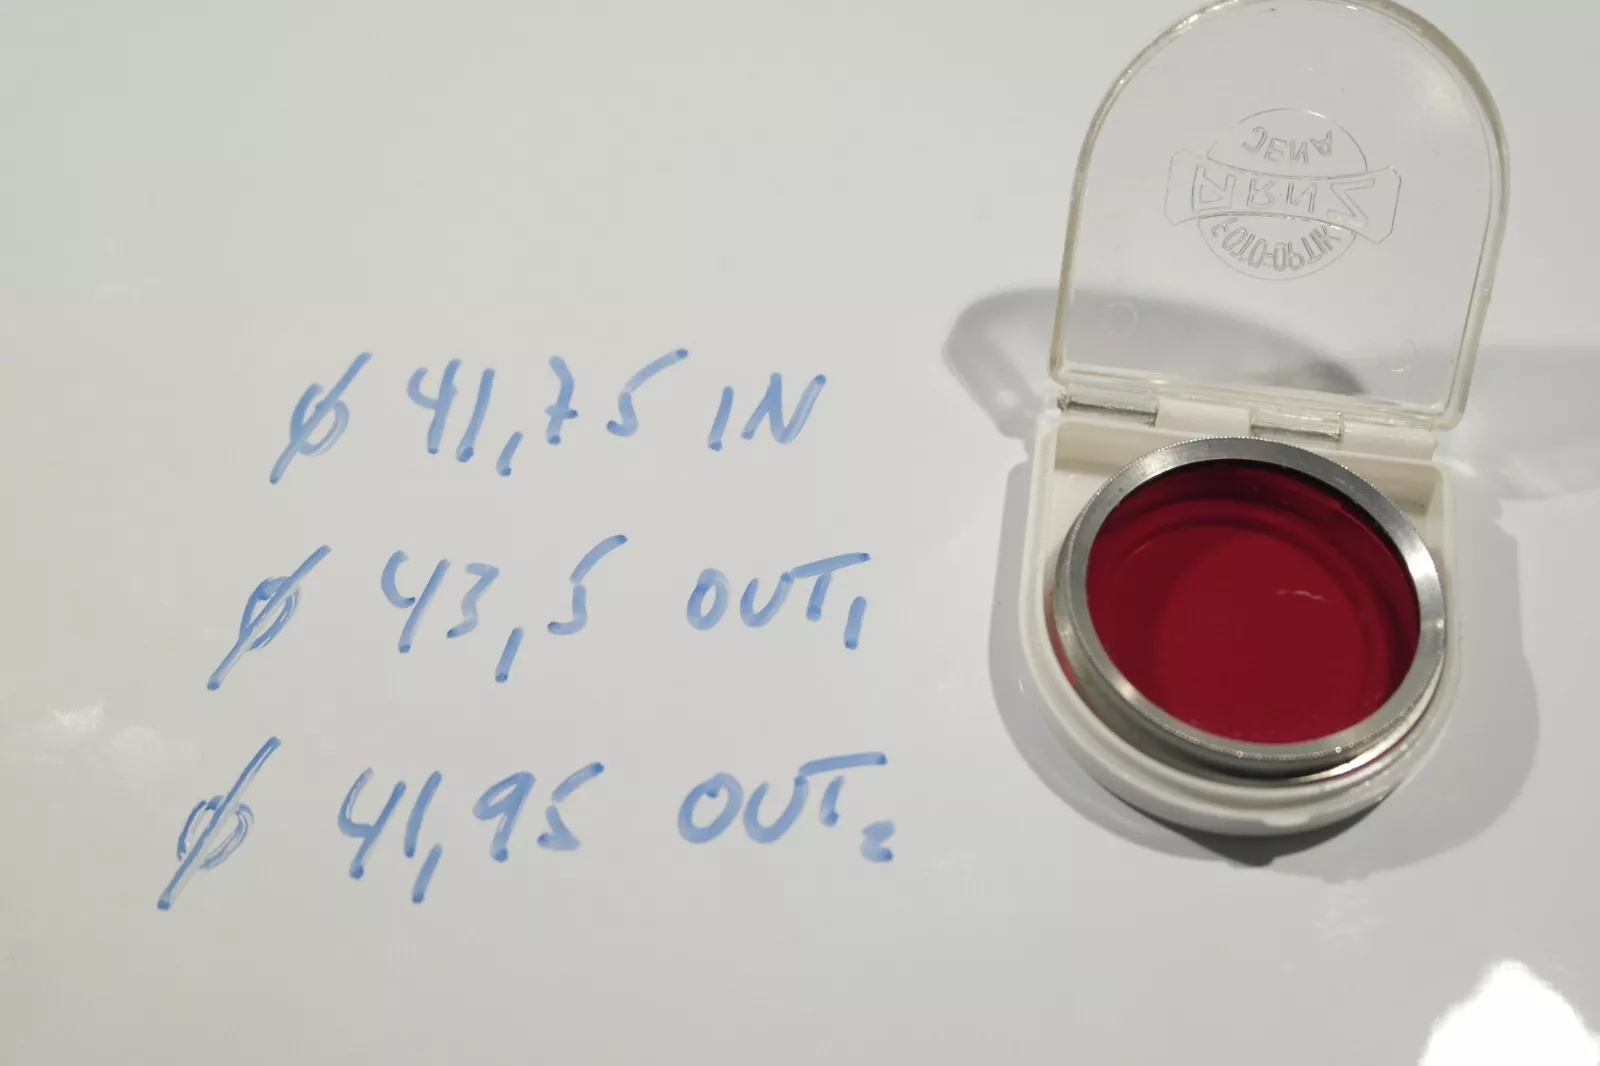 ø 41,75 IN
ø 43,5 OUT1
ø 41,95 OUT2
JENA
ARNZ
FOTO-OPTIK